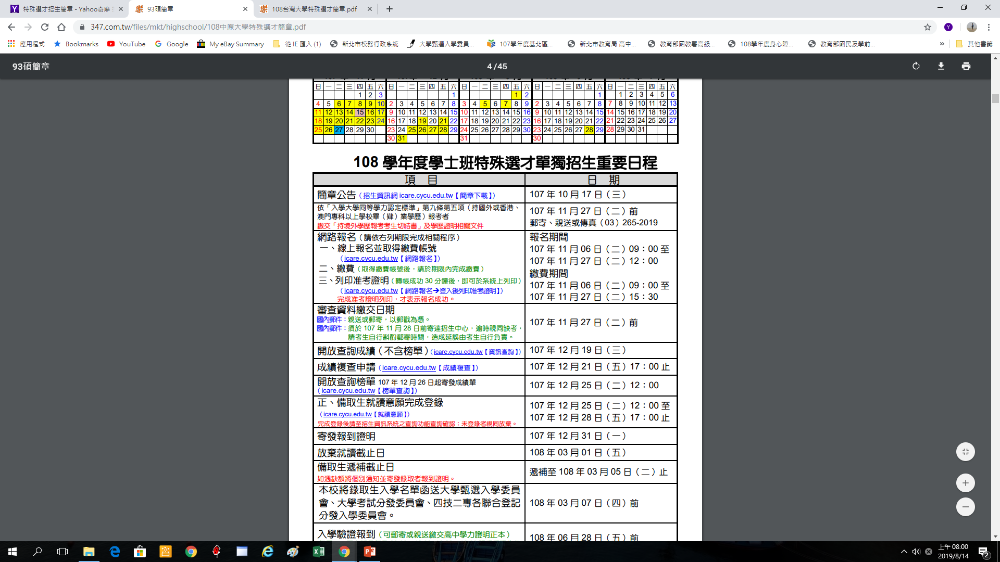 特殊選才招生簡章 - Yahoo奇摩
93碩簡章
108台灣大學特殊選才簡章.pdf
347.com.tw/files/mkt/highschool/108中原大學特殊選才簡章.pdf
應用程式 Bookmarks YouTube Google My eBay Summary 從 IE 匯入 (1) 新北市校務行政系統 大學甄選入學委員... 107學年度基北區... 新北市教育局 高中... 教育部國教署高級... 108學年度身心障... 教育部國民及學前... » 其他書籤
93碩簡章 4 /45
日 一 二 三 四 五 六 日 一 二 三 四 五 六 日 一 二 三 四 五 六 日 一 二 三 四 五 六 日 一 二 三 四 五 六
1 2 3 1 1 2 1 1 2 3 4 5 6
4 5 6 7 8 9 10 2 3 4 5 6 7 8 3 4 5 6 7 8 9 2 3 4 5 6 7 8 7 8 9 10 11 12 13
11 12 13 14 15 16 17 9 10 11 12 13 14 15 10 11 12 13 14 15 16 9 10 11 12 13 14 15 14 15 16 17 18 19 20
18 19 20 21 22 23 24 16 17 18 19 20 21 22 17 18 19 20 21 22 23 16 17 18 19 20 21 22 21 22 23 24 25 26 27
25 26 27 28 29 30 23 24 25 26 27 28 29 24 25 26 27 28 29 30 23 24 25 26 27 28 29 28 29 30 31
30 31 31 30
108 學年度學士班特殊選才單獨招生重要日程
項 目 日 期
簡章公告（招生資訊網 icare.cycu.edu.tw【簡章下載】） 107 年 10 月 17 日（三）
依「入學大學同等學力認定標準」第九條第五項（持國外或香港、
澳門專科以上學校畢（肄）業學歷）報考者
繳交「持境外學歷報考考生切結書」及學歷證明相關文件
107 年 11 月 27 日（二）前
郵寄、親送或傳真（03）265-2019
網路報名（請依右列期限完成相關程序）
一、線上報名並取得繳費帳號
（icare.cycu.edu.tw【網路報名】）
二、繳費（取得繳費帳號後，請於期限內完成繳費）
三、列印准考證明（轉帳成功 30 分鐘後，即可於系統上列印）
（icare.cycu.edu.tw【網路報名➔登入後列印准考證明】）
完成准考證明列印，才表示報名成功。
報名期間
107 年 11 月 06 日（二）09：00 至
107 年 11 月 27 日（二）12：00
繳費期間
107 年 11 月 06 日（二）09：00 至
107 年 11 月 27 日（二）15：30
審查資料繳交日期
國內郵件：親送或郵寄，以郵戳為憑。
國內郵件：須於 107 年 11 月 28 日前寄達招生中心，逾時視同缺考，
請考生自行斟酌郵寄時間，造成延誤由考生自行負責。
107 年 11 月 27 日（二）前
開放查詢成績（不含榜單）（icare.cycu.edu.tw【資訊查詢】） 107 年 12 月 19 日（三）
成績複查申請（icare.cycu.edu.tw【成績複查】） 107 年 12 月 21 日（五）17：00 止
開放查詢榜單 107 年 12 月 26 日起寄發成績單
（icare.cycu.edu.tw【榜單查詢】）
107 年 12 月 25 日（二）12：00
正、備取生就讀意願完成登錄
（icare.cycu.edu.tw【就讀意願】）
完成登錄後請至招生資訊系統之查詢功能查詢確認；未登錄者視同放棄。
107 年 12 月 25 日（二）12：00 至
107 年 12 月 28 日（五）17：00 止
寄發報到證明 107 年 12 月 31 日（一）
放棄就讀截止日 108 年 03 月 01 日（五）
備取生遞補截止日
如遇缺額將個別通知並寄發錄取者報到證明。
遞補至 108 年 03 月 05 日（二）止
本校將錄取生入學名單函送大學甄選入學委員
會、大學考試分發委員會、四技二專各聯合登記
分發入學委員會。
108 年 03 月 07 日（四）前
入學驗證報到（可郵寄或親送繳交高中學力證明正本）
108 年 06 月 28 日（五）前
上午 08:00
2019/8/14
2